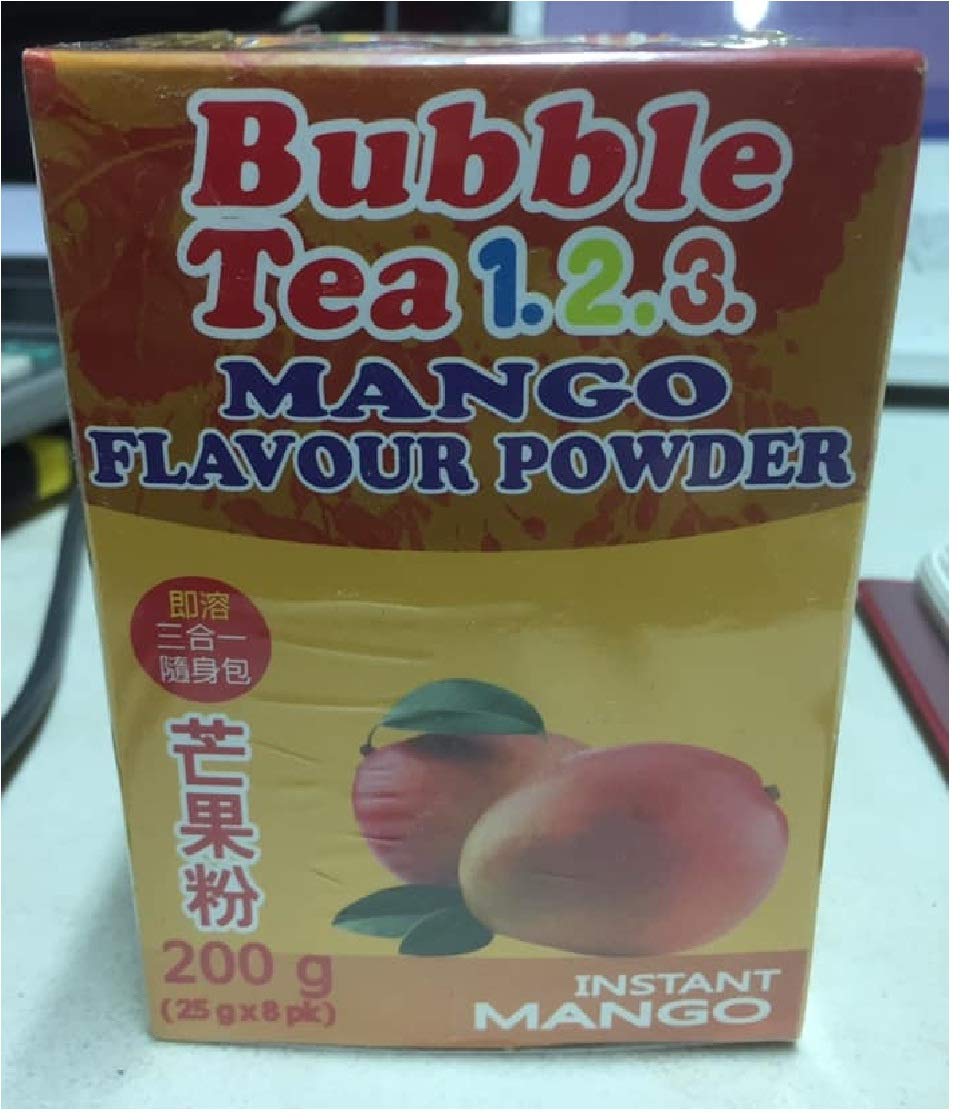 Bubble
Tea 1.2.3.
MANGO
FLAVOUR POWDER
即溶
三合一
隨身包
芒果粉
200 g
(25 g x 8 pk)
INSTANT
MANGO